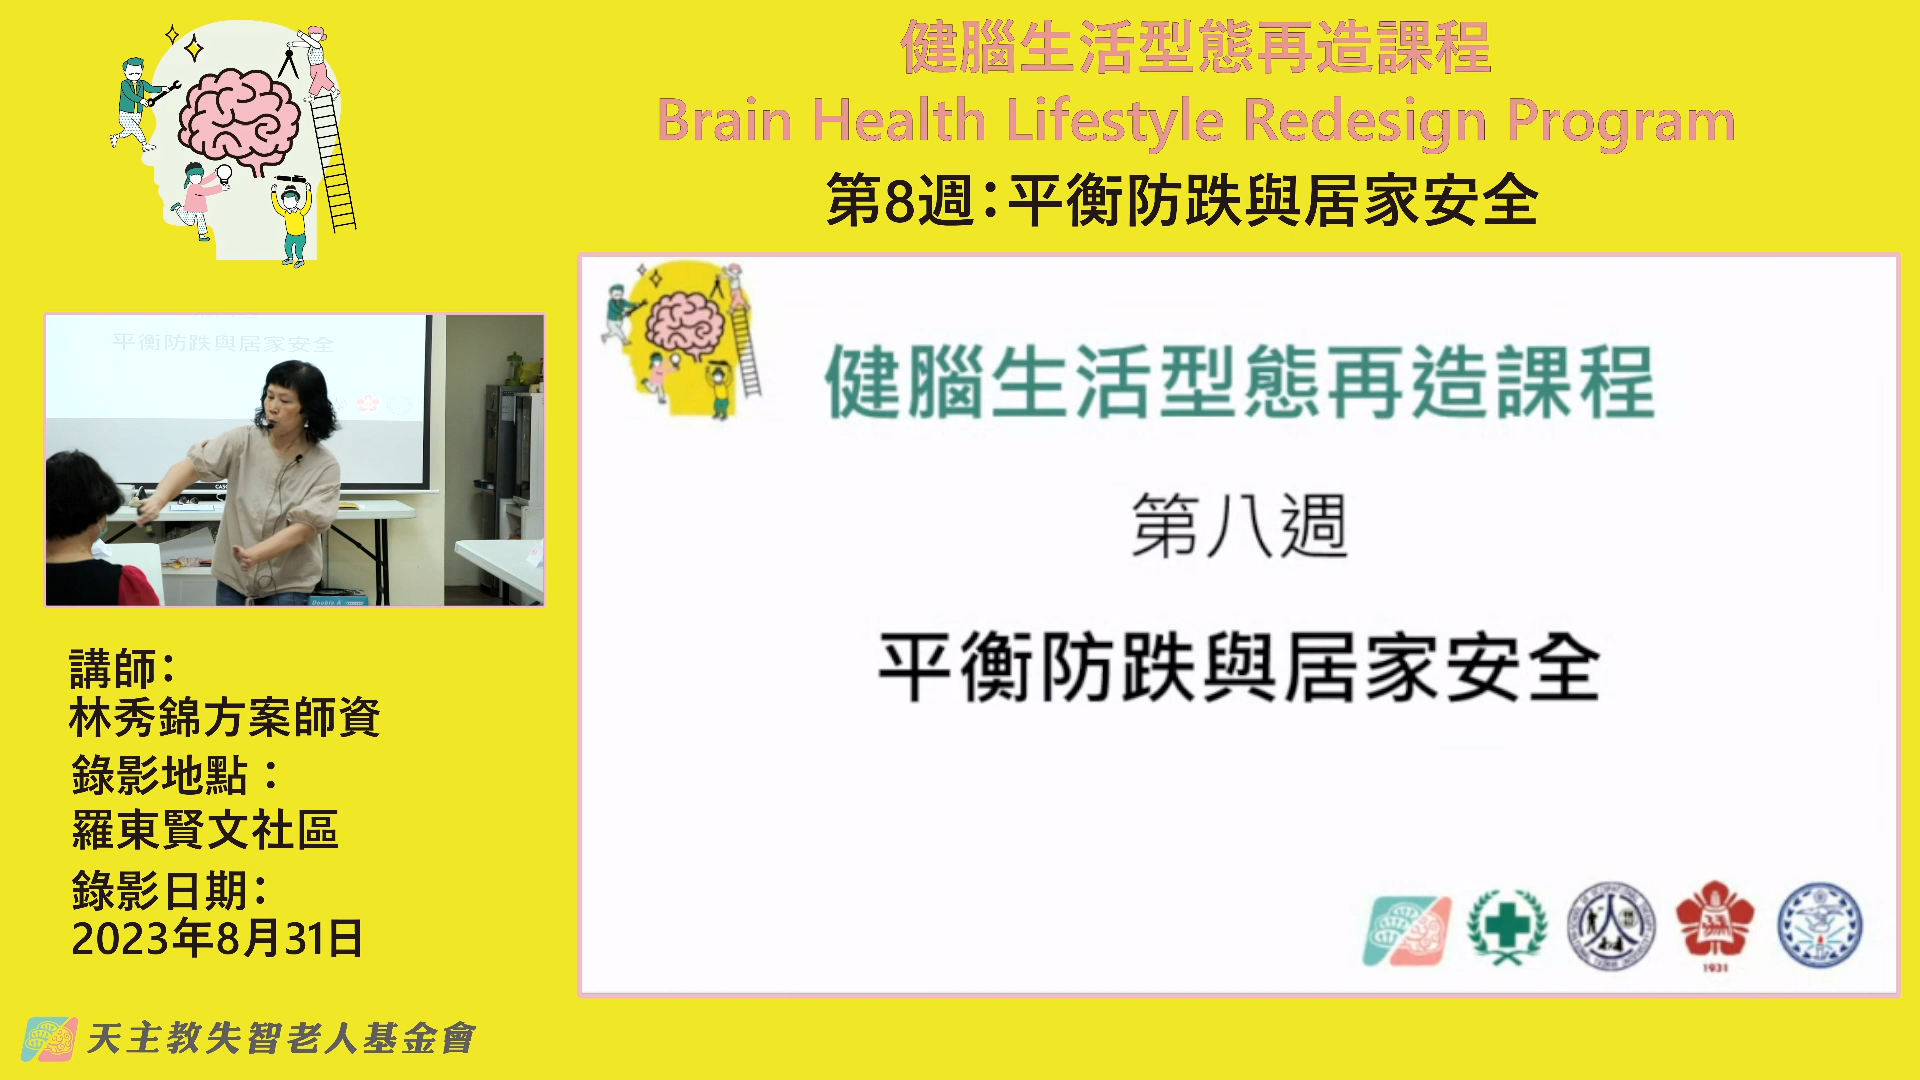 健腦生活型態再造課程
Brain Health Lifestyle Redesign Program
第8週：平衡防跌與居家安全
平衡防跌與居家安全
Double A
健腦生活型態再造課程
第八週
平衡防跌與居家安全
1931
講師：
林秀錦方案師資
錄影地點：
羅東賢文社區
錄影日期：
2023年8月31日
天主教失智老人基金會